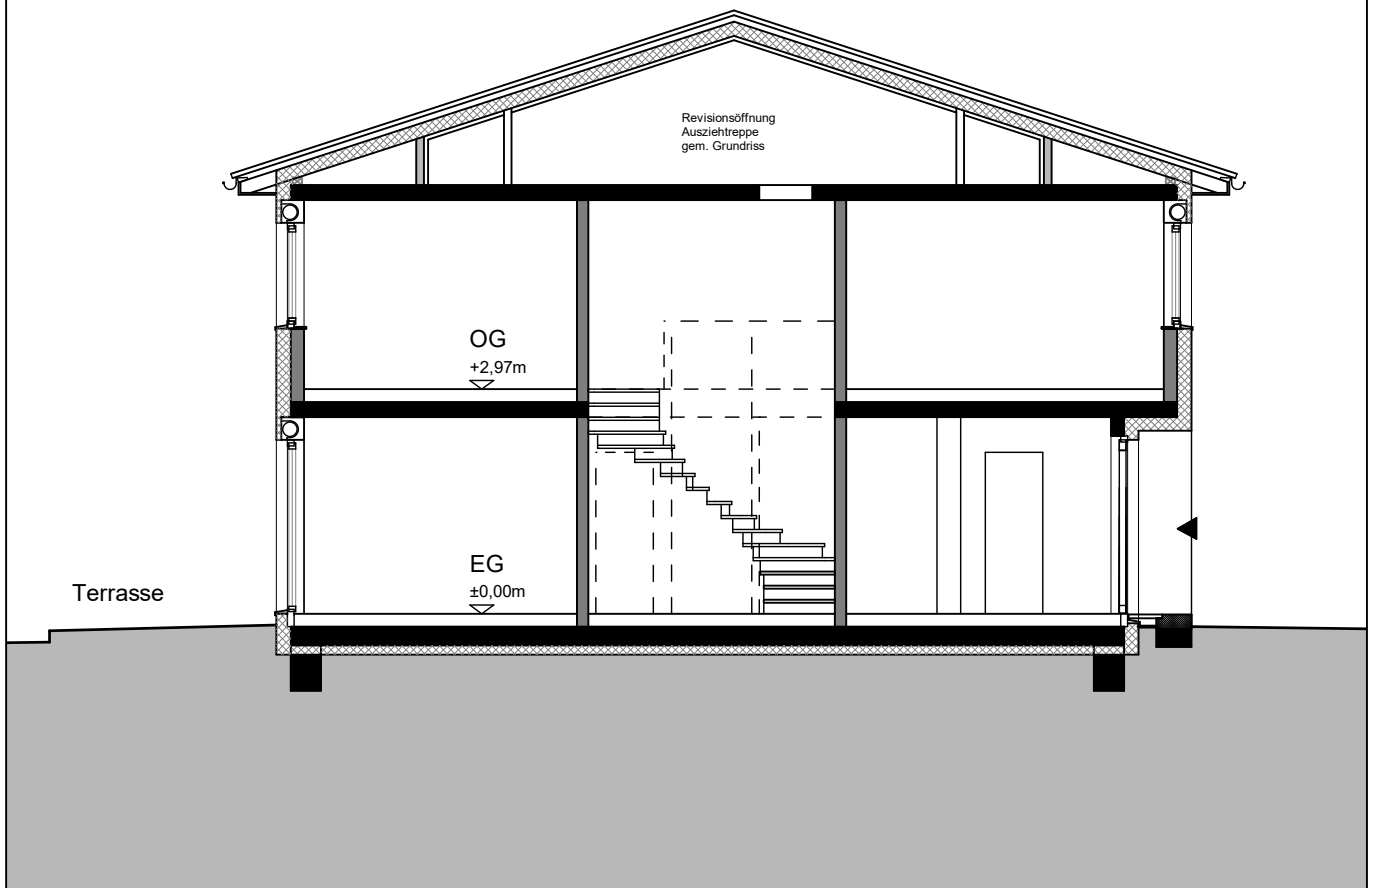 Revisionsöffnung
Ausziehtreppe
gem. Grundriss
OG
+2,97m
EG
±0,00m
Terrasse